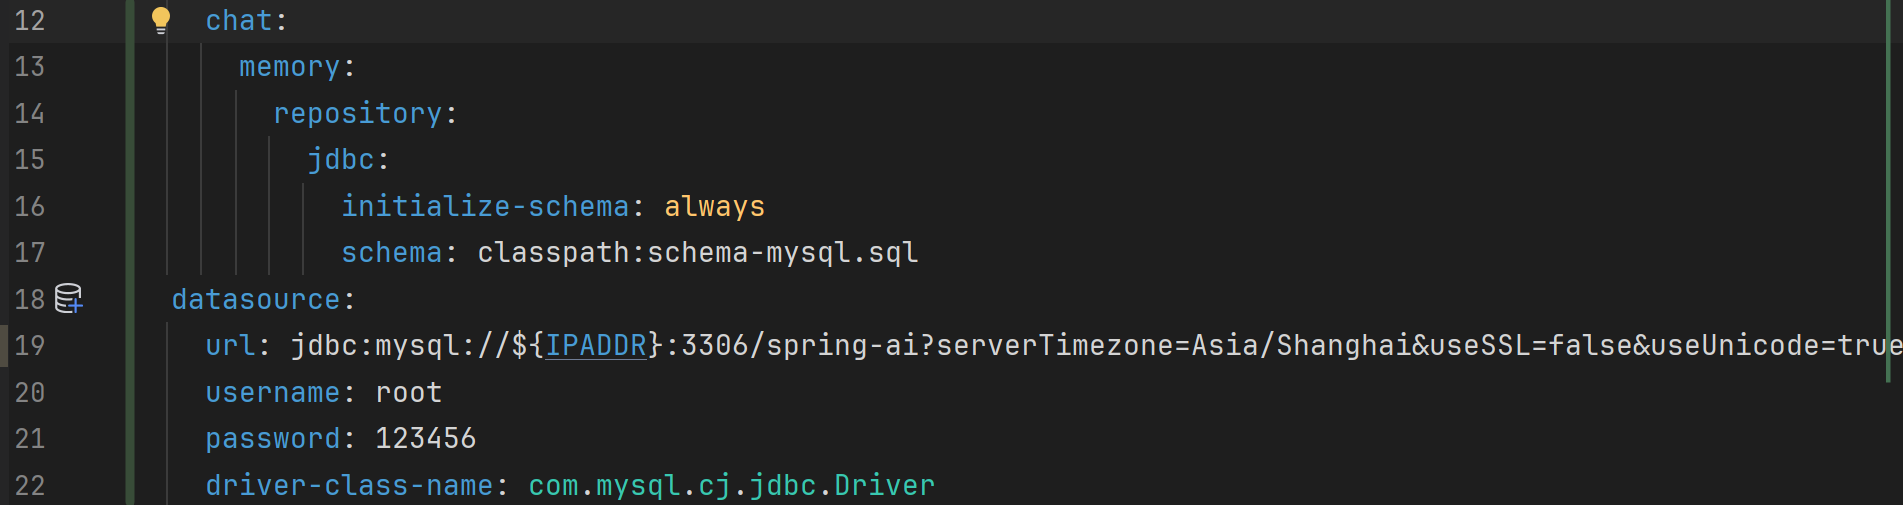 12 chat:
13 memory:
14 repository:
15 jdbc:
16 initialize-schema: always
17 schema: classpath:schema-mysql.sql
18 datasource:
19 url: jdbc:mysql://${IPADDR}:3306/spring-ai?serverTimezone=Asia/Shanghai&useSSL=false&useUnicode=true
20 username: root
21 password: 123456
22 driver-class-name: com.mysql.cj.jdbc.Driver